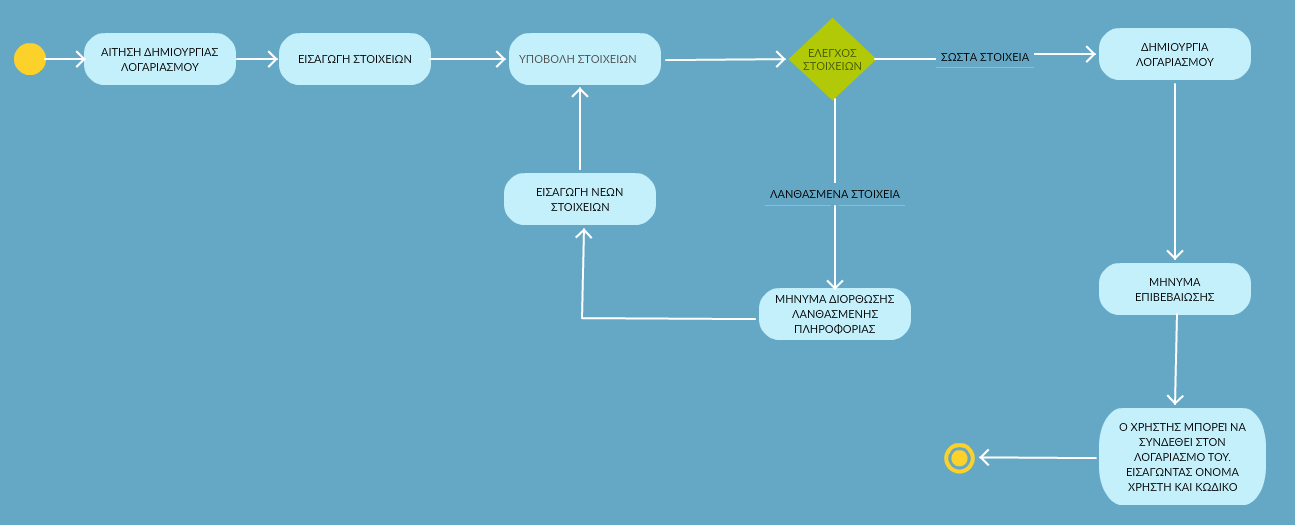 ΑΙΤΗΣΗ ΔΗΜΙΟΥΡΓΙΑΣ
ΛΟΓΑΡΙΑΣΜΟΥ
ΕΙΣΑΓΩΓΗ ΣΤΟΙΧΕΙΩΝ
ΥΠΟΒΟΛΗ ΣΤΟΙΧΕΙΩΝ
ΕΛΕΓΧΟΣ
ΣΤΟΙΧΕΙΩΝ
ΣΩΣΤΑ ΣΤΟΙΧΕΙΑ
ΔΗΜΙΟΥΡΓΙΑ
ΛΟΓΑΡΙΑΣΜΟΥ
ΕΙΣΑΓΩΓΗ ΝΕΩΝ
ΣΤΟΙΧΕΙΩΝ
ΛΑΝΘΑΣΜΕΝΑ ΣΤΟΙΧΕΙΑ
ΜΗΝΥΜΑ ΔΙΟΡΘΩΣΗΣ
ΛΑΝΘΑΣΜΕΝΗΣ
ΠΛΗΡΟΦΟΡΙΑΣ
ΜΗΝΥΜΑ
ΕΠΙΒΕΒΑΙΩΣΗΣ
Ο ΧΡΗΣΤΗΣ ΜΠΟΡΕΙ ΝΑ
ΣΥΝΔΕΘΕΙ ΣΤΟΝ
ΛΟΓΑΡΙΑΣΜΟ ΤΟΥ.
ΕΙΣΑΓΩΝΤΑΣ ΟΝΟΜΑ
ΧΡΗΣΤΗ ΚΑΙ ΚΩΔΙΚΟ